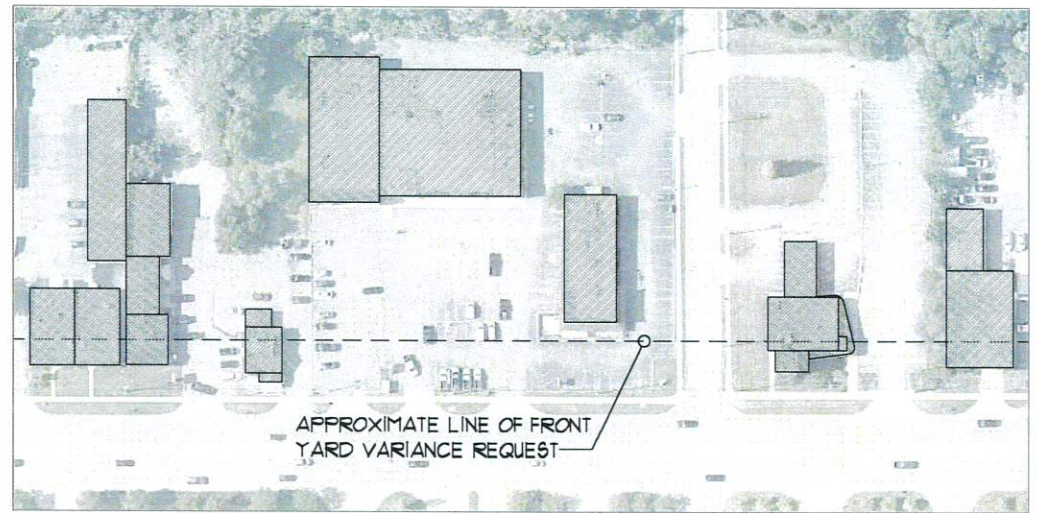 APPROXIMATE LINE OF FRONT
YARD VARIANCE REQUEST